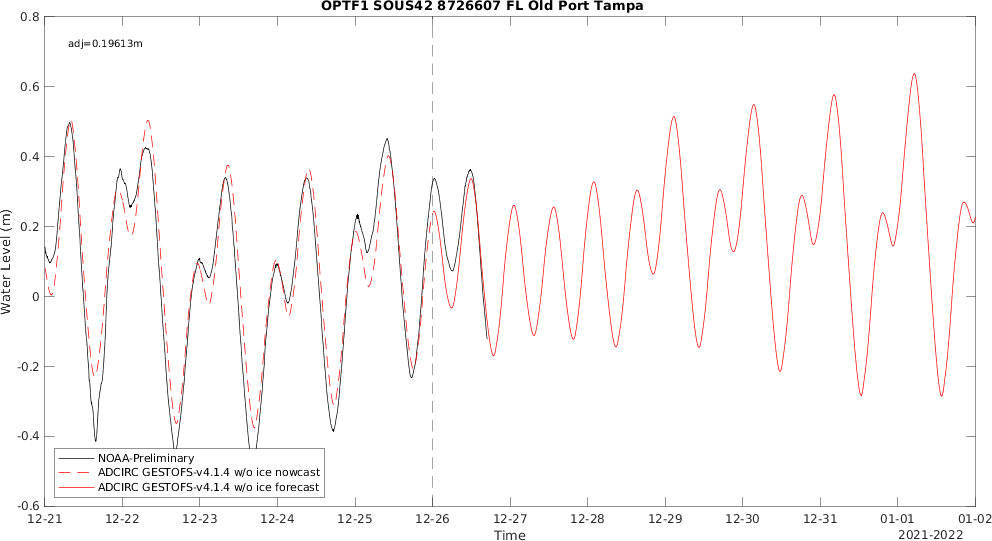 OPTF1 SOUS42 8726607 FL Old Port Tampa
adj=0.19613m
Water Level (m)
0.8
0.6
0.4
0.2
0
-0.2
-0.4
-0.6
NOAA-Preliminary
ADCIRC GESTOFS-v4.1.4 w/o ice nowcast
ADCIRC GESTOFS-v4.1.4 w/o ice forecast
12-21 12-22 12-23 12-24 12-25 12-26 12-27 12-28 12-29 12-30 12-31 01-01 01-02
Time
2021-2022